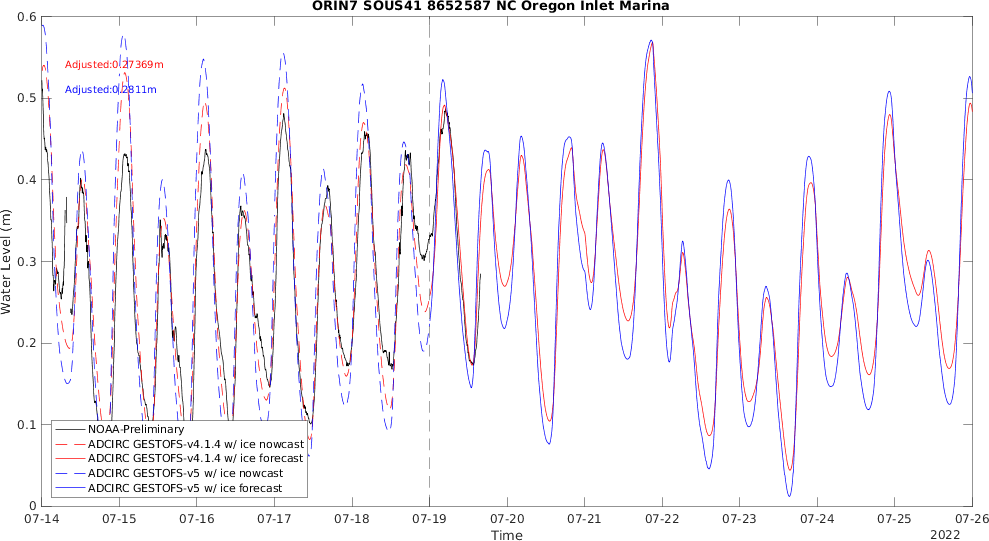 ORIN7 SOUS41 8652587 NC Oregon Inlet Marina
0.6
0.5
0.4
0.3
0.2
0.1
0
Water Level (m)
Adjusted:0.27369m
Adjusted:0.2811m
NOAA-Preliminary
ADCIRC GESTOFS-v4.1.4 w/ ice nowcast
ADCIRC GESTOFS-v4.1.4 w/ ice forecast
ADCIRC GESTOFS-v5 w/ ice nowcast
ADCIRC GESTOFS-v5 w/ ice forecast
07-14 07-15 07-16 07-17 07-18 07-19 07-20 07-21 07-22 07-23 07-24 07-25 07-26
Time
2022